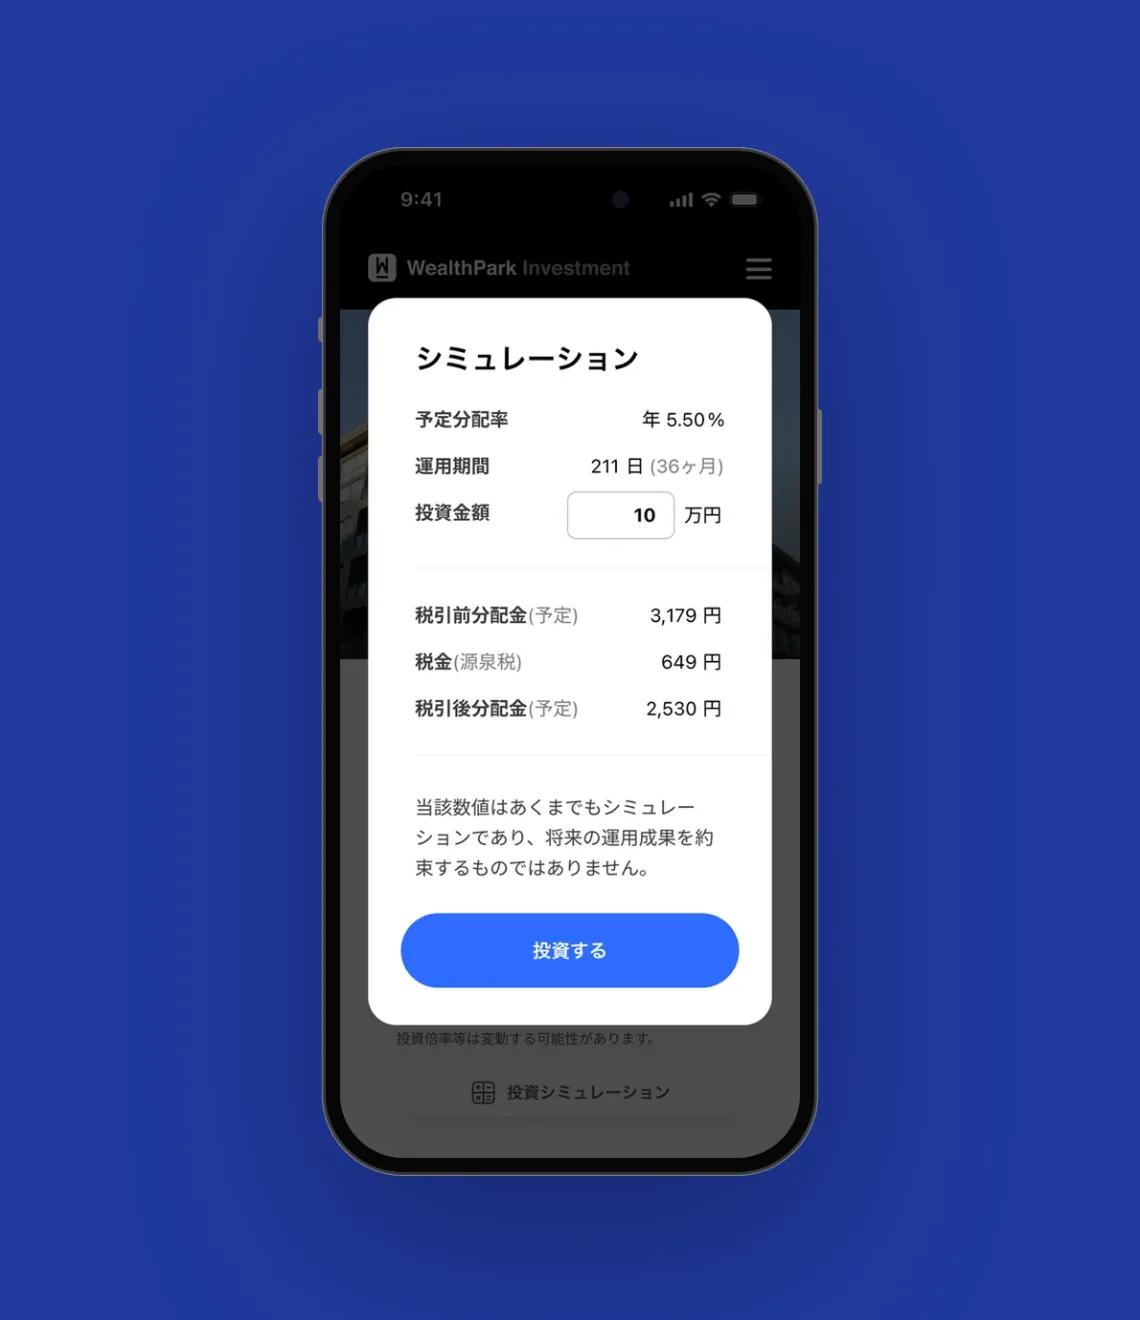 9:41
WealthPark Investment
シミュレーション
予定分配率 年 5.50%
運用期間 211 日 (36ヶ月)
投資金額 10 万円
税引前分配金(予定) 3,179 円
税金(源泉税) 649 円
税引後分配金(予定) 2,530 円
当該数値はあくまでもシミュレー
ションであり、将来の運用成果を約
束するものではありません。
投資する
投資倍率等は変動する可能性があります。
投資シミュレーション